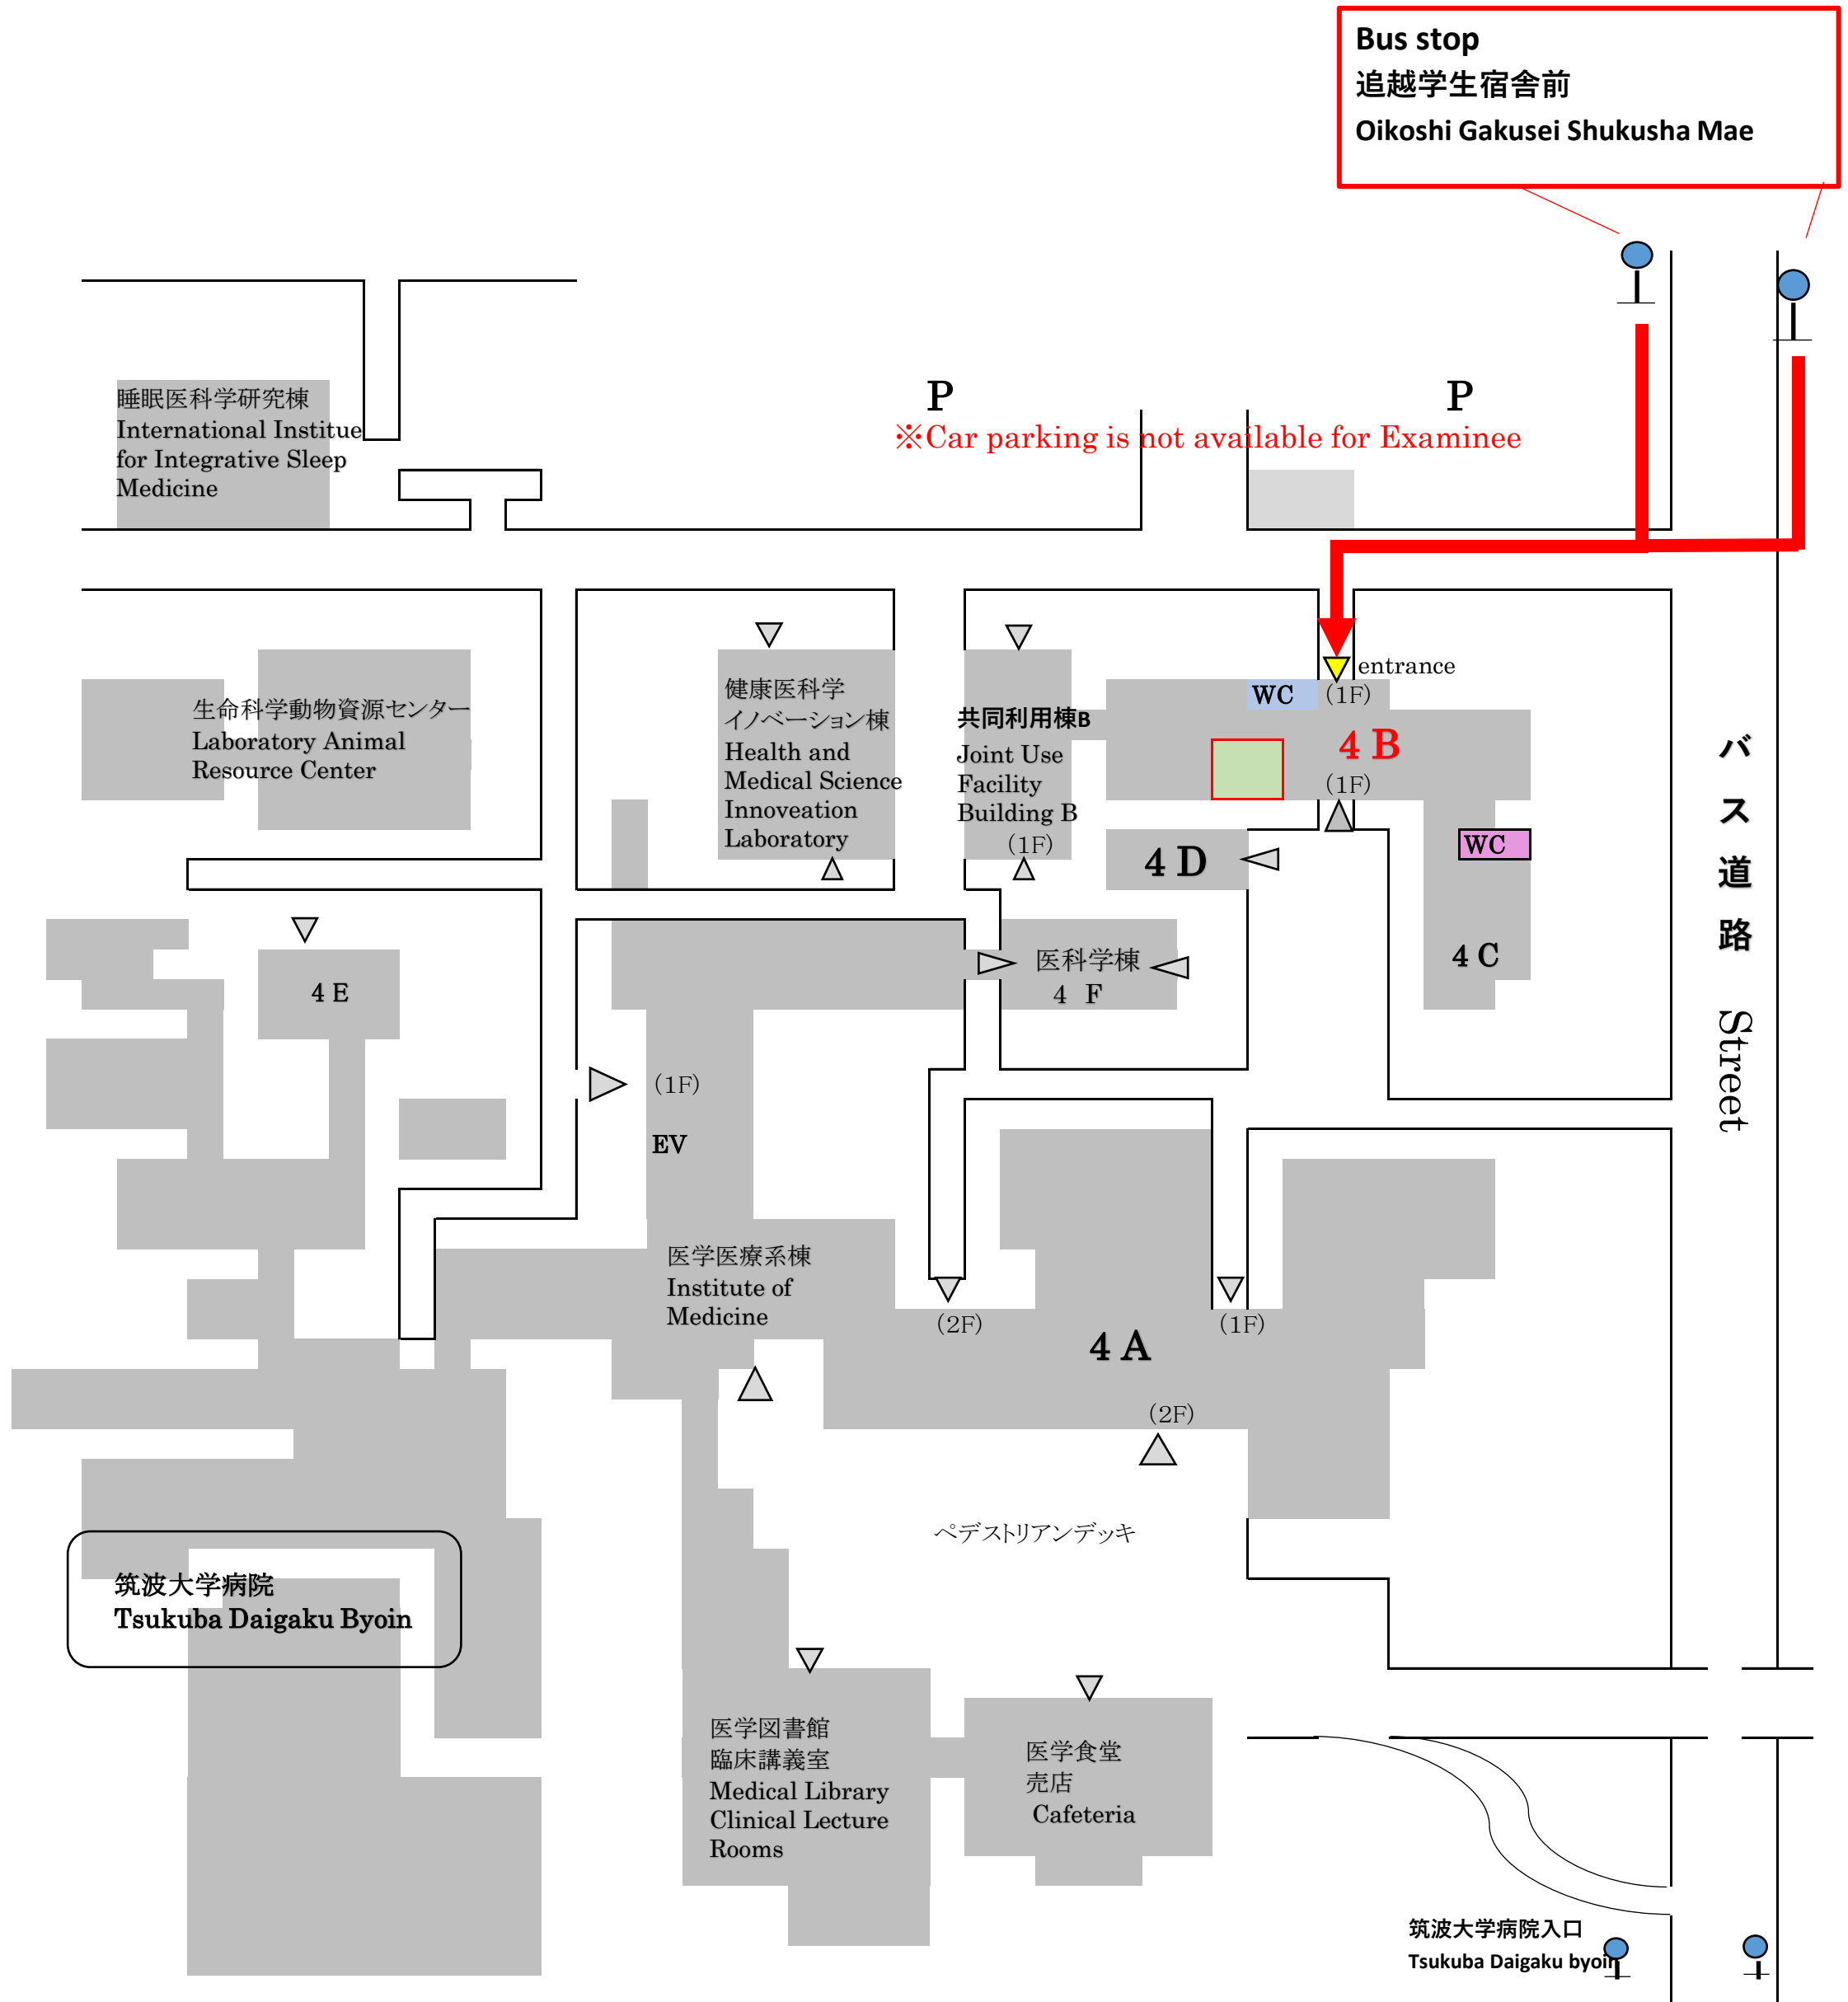 Bus stop
追越学生宿舎前
Oikoshi Gakusei Shukusha Mae
P
P
※Car parking is not available for Examinee
睡眠医科学研究棟
International Institue
for Integrative Sleep
Medicine
entrance
WC
(1F)
4 B
(1F)
健康医科学
イノベーション棟
Health and
Medical Science
Innoveation
Laboratory
共同利用棟B
Joint Use
Facility
Building B
(1F)
生命科学動物資源センター
Laboratory Animal
Resource Center
4 D
WC
4 C
バス道路 Street
4 E
医科学棟
4 F
(1F)
EV
医学医療系棟
Institute of
Medicine
(2F)
(1F)
4 A
(2F)
ペデストリアンデッキ
筑波大学病院
Tsukuba Daigaku Byoin
医学図書館
臨床講義室
Medical Library
Clinical Lecture
Rooms
医学食堂
売店
Cafeteria
筑波大学病院入口
Tsukuba Daigaku byoin